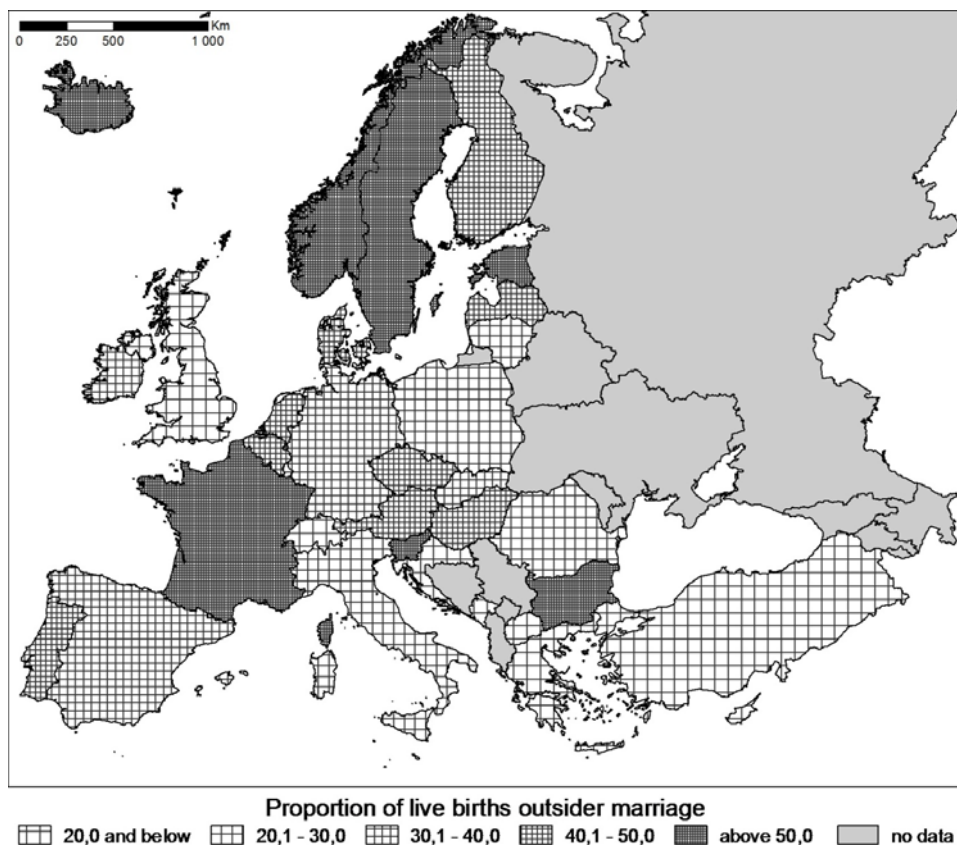 Km
0 250 500 1 000
Proportion of live births outsider marriage
20,0 and below 20,1 - 30,0 30,1 - 40,0 40,1 - 50,0 above 50,0 no data